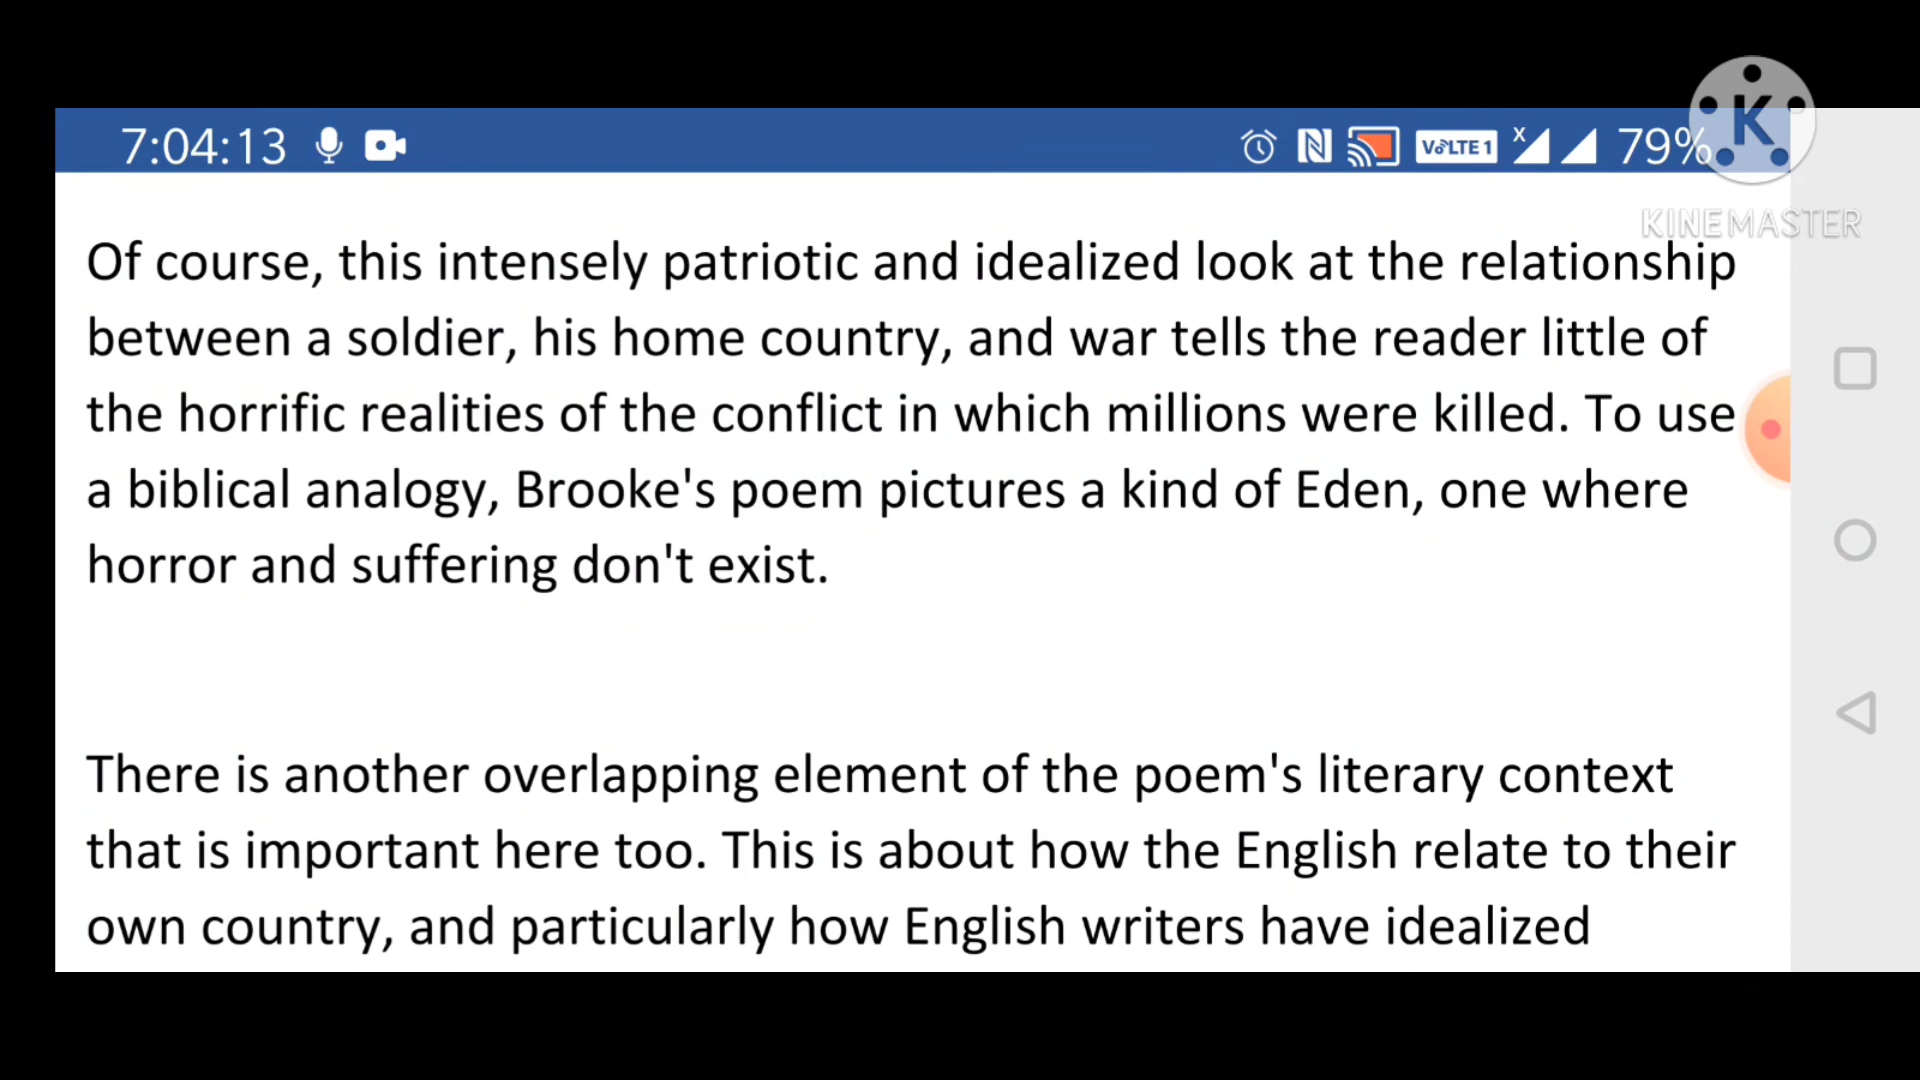 7:04:13 N VoLTE 1 x 79%
K
KINEMASTER
Of course, this intensely patriotic and idealized look at the relationship
between a soldier, his home country, and war tells the reader little of
the horrific realities of the conflict in which millions were killed. To use
a biblical analogy, Brooke's poem pictures a kind of Eden, one where
horror and suffering don't exist.
There is another overlapping element of the poem's literary context
that is important here too. This is about how the English relate to their
own country, and particularly how English writers have idealized